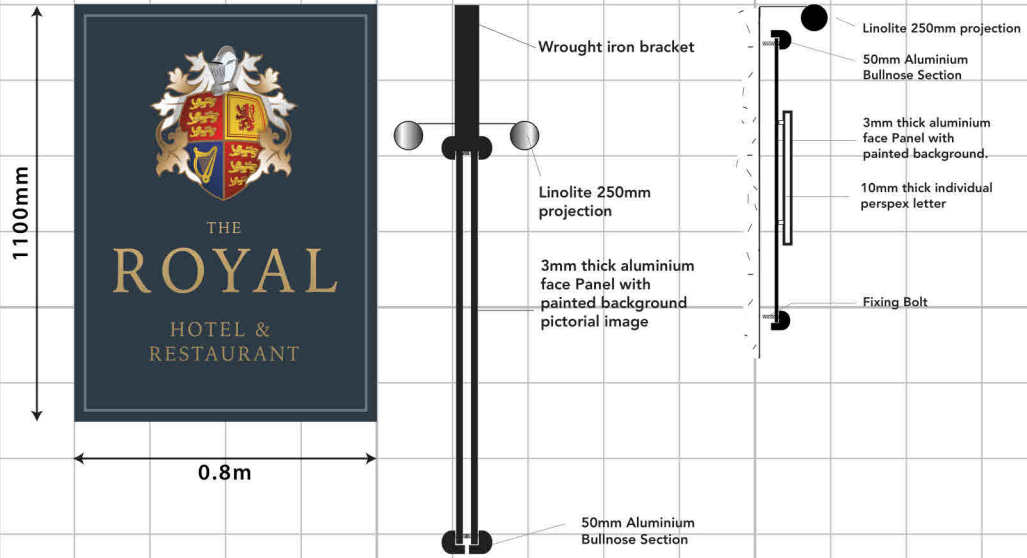 THE
ROYAL
HOTEL &
RESTAURANT
1100mm
0.8m
Wrought iron bracket
Linolite 250mm
projection
3mm thick aluminium
face Panel with
painted background
pictorial image
50mm Aluminium
Bullnose Section
Linolite 250mm projection
50mm Aluminium
Bullnose Section
3mm thick aluminium
face Panel with
painted background.
10mm thick individual
perspex letter
Fixing Bolt